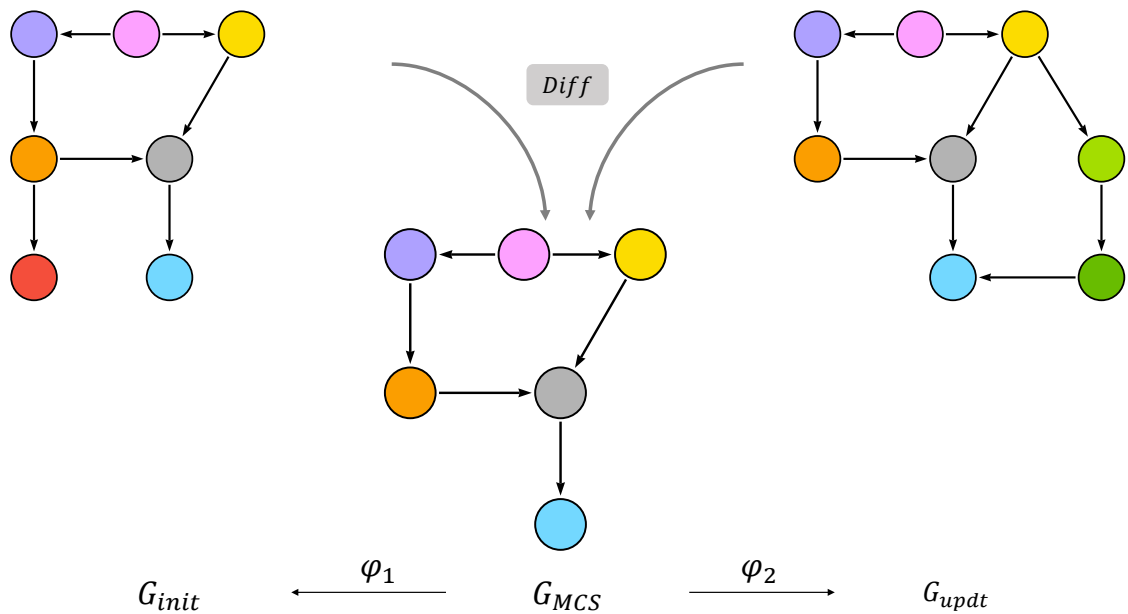 Diff
φ₁
φ₂
G_init
G_MCS
G_updt